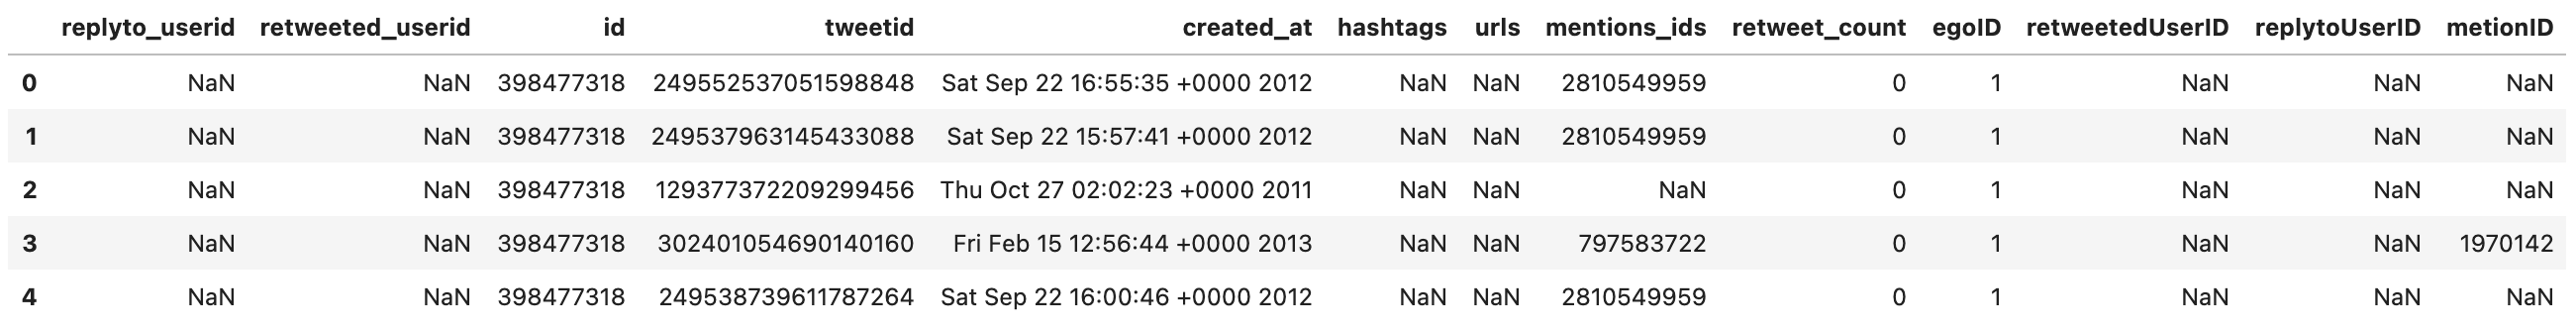 replyto_userid retweeted_userid id tweetid created_at hashtags urls mentions_ids retweet_count egoID retweetedUserID replytoUserID metionID
0 NaN NaN 398477318 249552537051598848 Sat Sep 22 16:55:35 +0000 2012 NaN NaN 2810549959 0 1 NaN NaN NaN
1 NaN NaN 398477318 249537963145433088 Sat Sep 22 15:57:41 +0000 2012 NaN NaN 2810549959 0 1 NaN NaN NaN
2 NaN NaN 398477318 129377372209299456 Thu Oct 27 02:02:23 +0000 2011 NaN NaN NaN 0 1 NaN NaN NaN
3 NaN NaN 398477318 302401054690140160 Fri Feb 15 12:56:44 +0000 2013 NaN NaN 797583722 0 1 NaN NaN 1970142
4 NaN NaN 398477318 249538739611787264 Sat Sep 22 16:00:46 +0000 2012 NaN NaN 2810549959 0 1 NaN NaN NaN